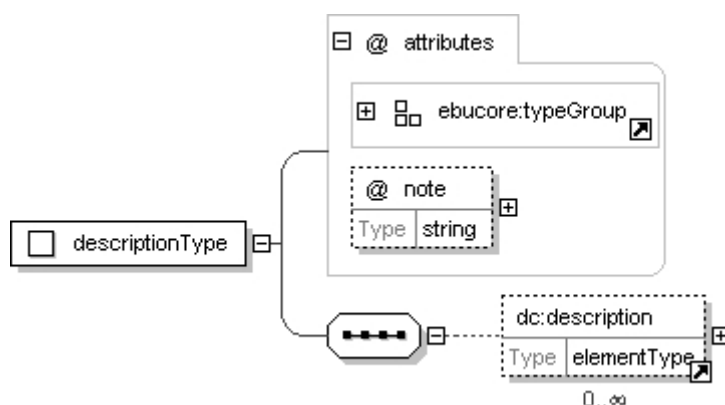 @ attributes
ebucore:typeGroup
@ note
Type string
descriptionType
dc:description
Type elementType
0..∞